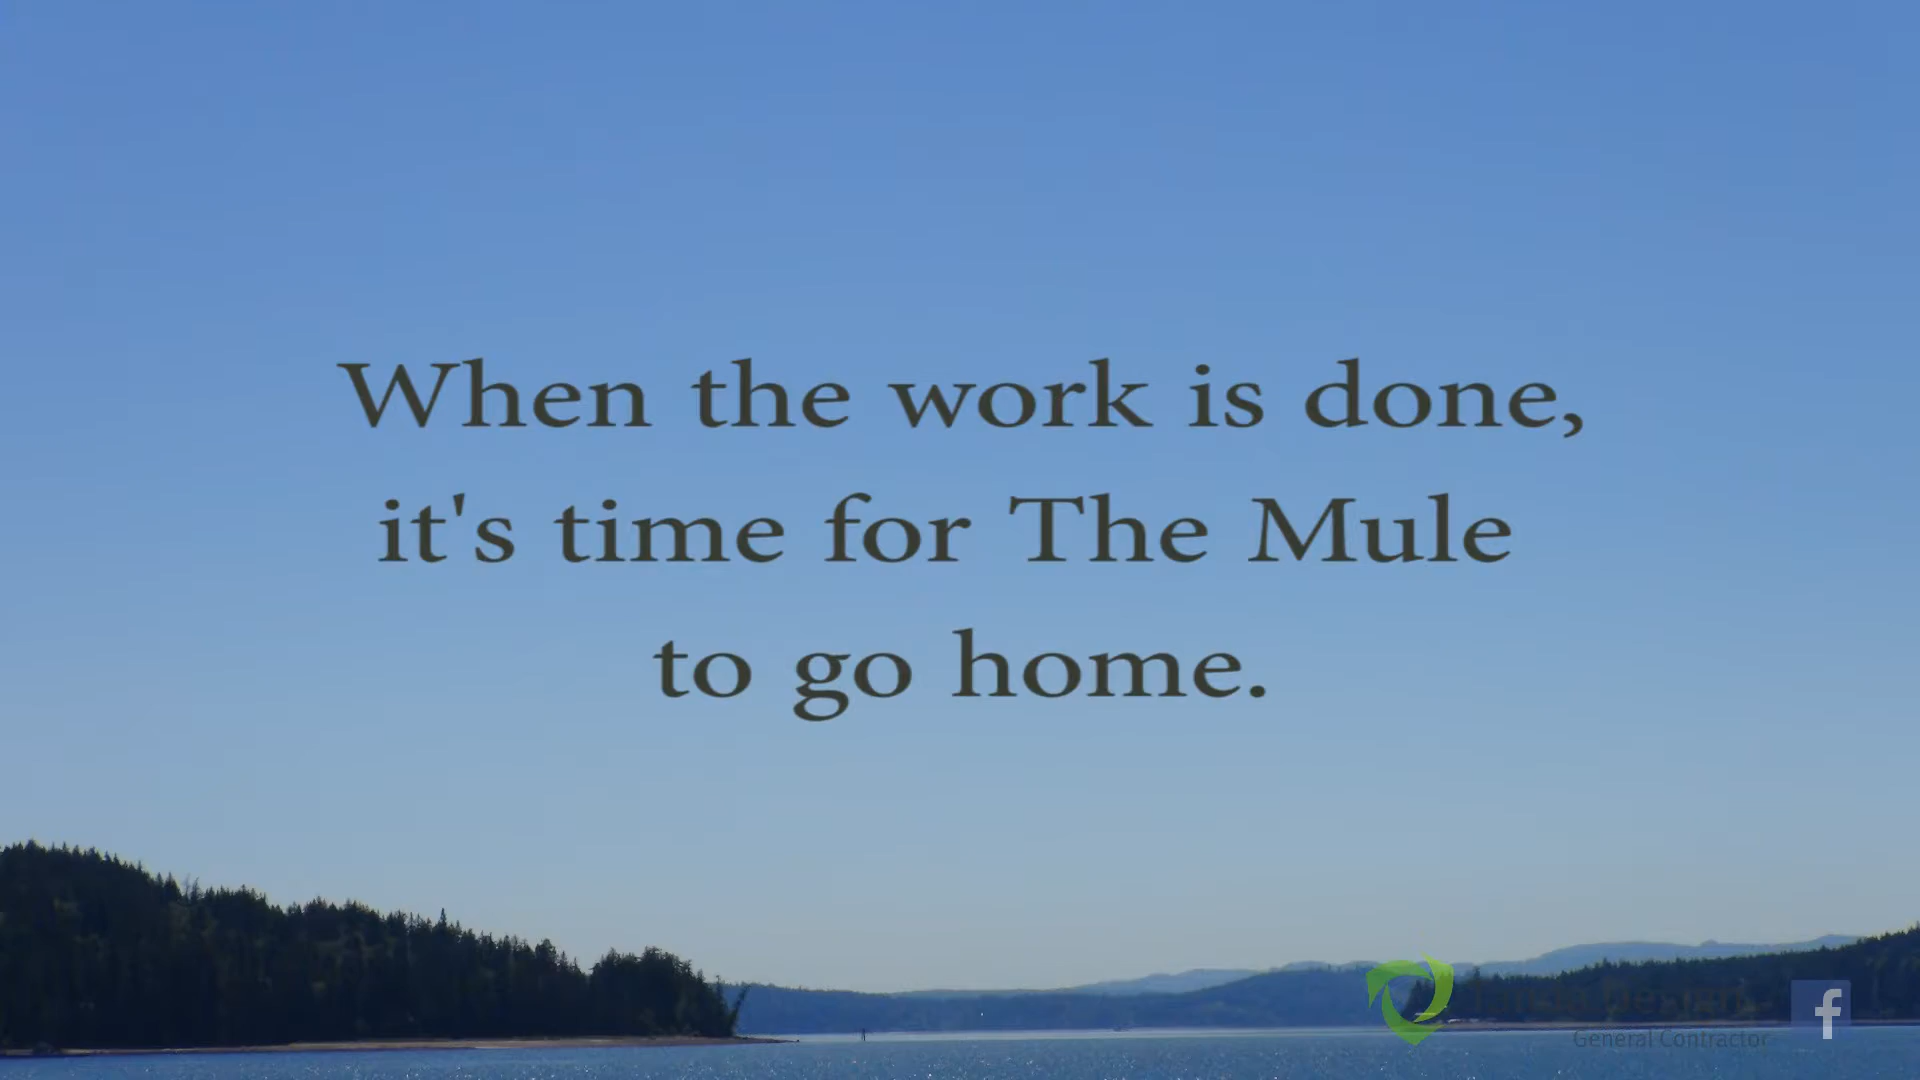 When the work is done,
it's time for The Mule
to go home.
General Contractor
f